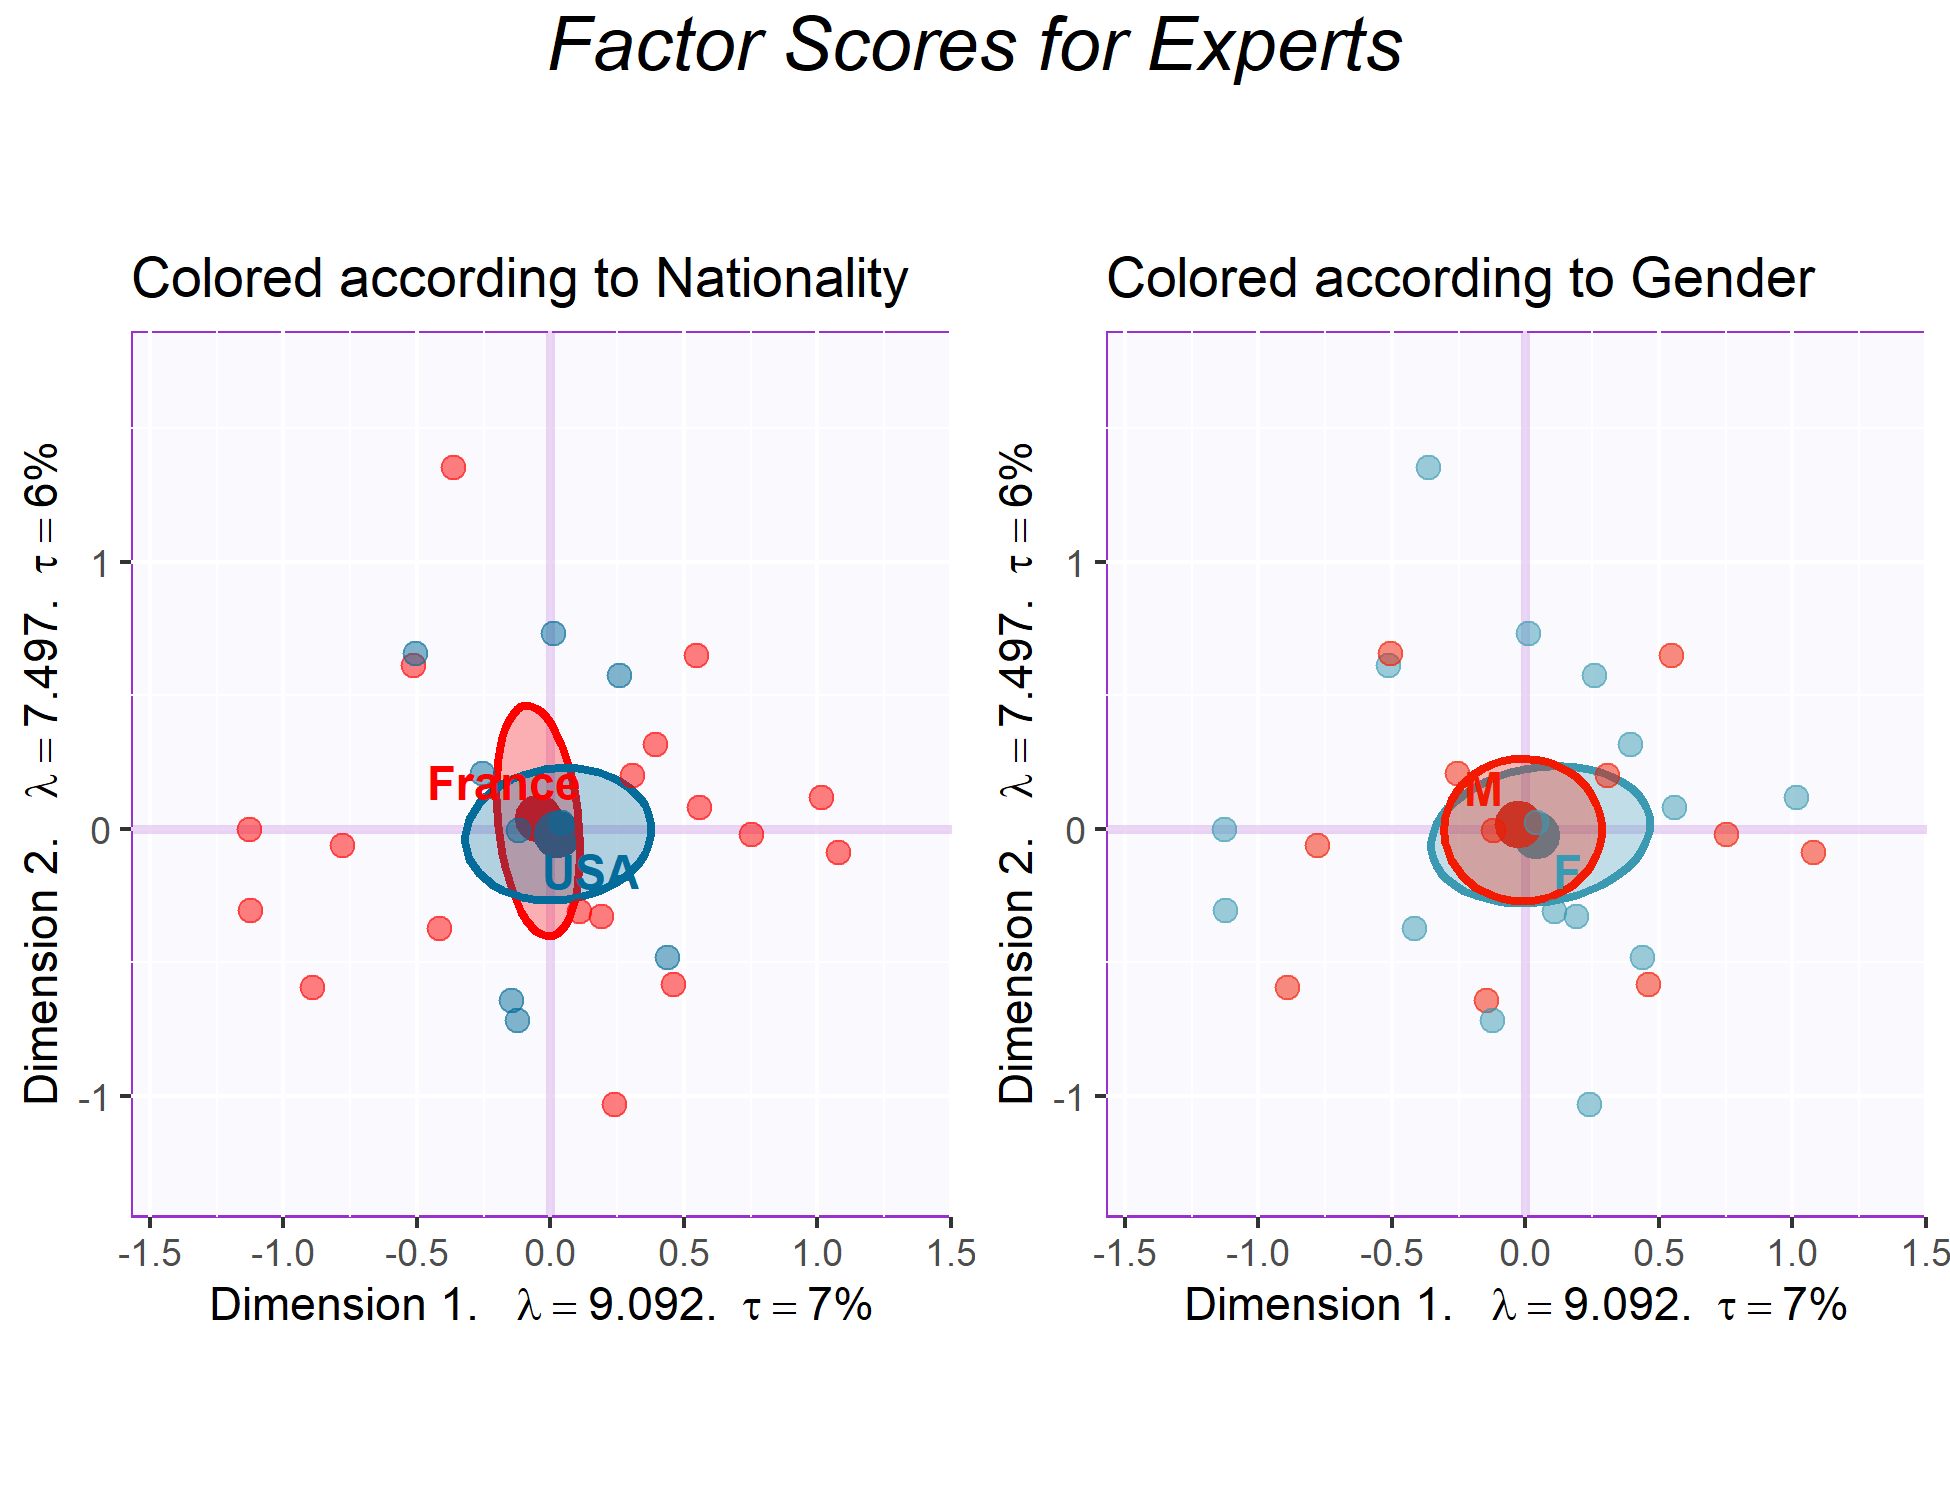 Factor Scores for Experts
Colored according to Nationality
Dimension 2. λ = 7.497. τ = 6%
1
0
-1
France
USA
-1.5 -1.0 -0.5 0.0 0.5 1.0 1.5
Dimension 1. λ = 9.092. τ = 7%
Colored according to Gender
Dimension 2. λ = 7.497. τ = 6%
1
0
-1
M
F
-1.5 -1.0 -0.5 0.0 0.5 1.0 1.5
Dimension 1. λ = 9.092. τ = 7%